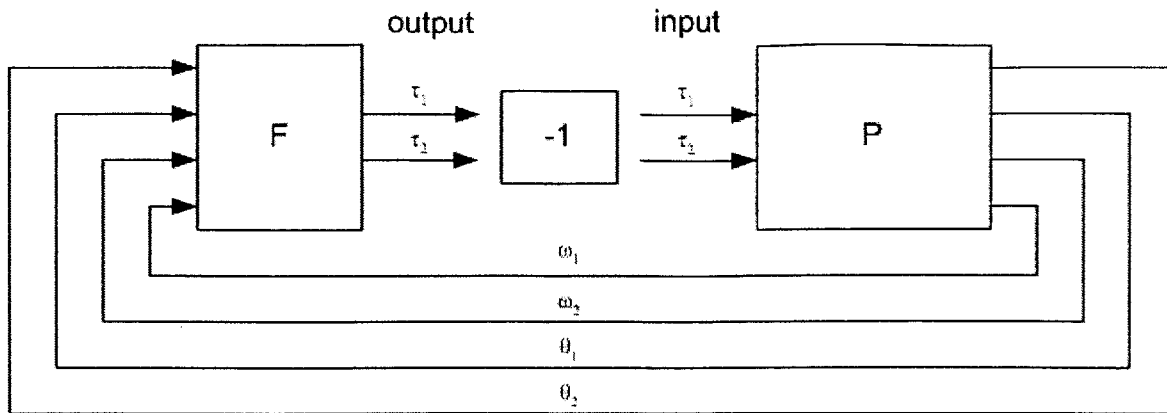 output input
τ₁ τ₁
F -1 P
τ₂ τ₂
ω₁
ω₂
θ₁
θ₂